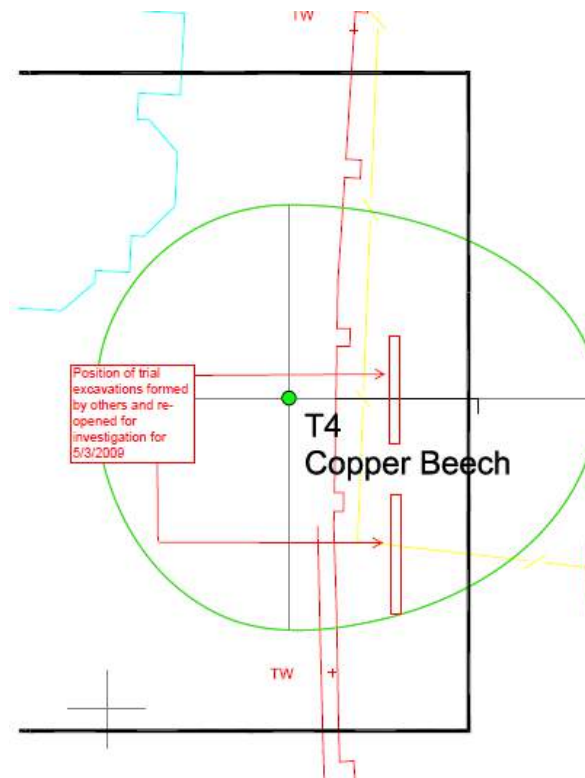 TW
Position of trial
excavations formed
by others and re-
opened for
investigation for
5/3/2009
T4
Copper Beech
TW